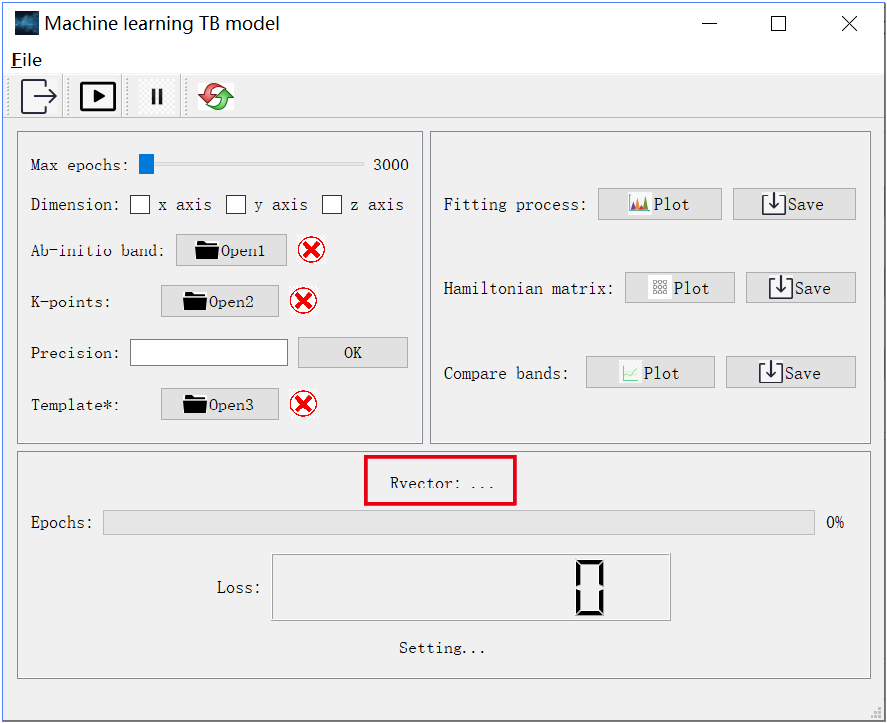 Machine learning TB model
File
Max epochs: 3000
Dimension: x axis y axis z axis
Ab-initio band: Open1
K-points: Open2
Precision: OK
Template*: Open3
Fitting process: Plot Save
Hamiltonian matrix: Plot Save
Compare bands: Plot Save
Rvector: ...
Epochs: 0%
Loss: 0
Setting...